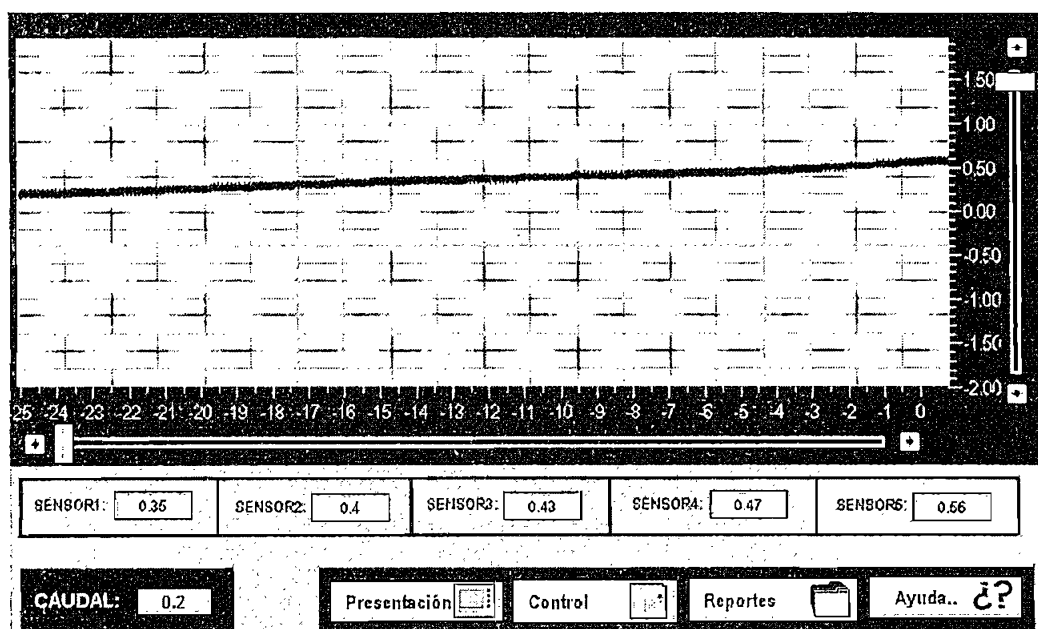 1.50
1.00
0.50
0.00
-0.50
-1.00
-1.50
-2.00
-25 -24 -23 -22 -21 -20 -19 -18 -17 -16 -15 -14 -13 -12 -11 -10 -9 -8 -7 -6 -5 -4 -3 -2 -1 0
SENSOR1: 0.35 SENSOR2: 0.4 SENSOR3: 0.43 SENSOR4: 0.47 SENSOR5: 0.56
CAUDAL: 0.2 Presentación Control Reportes Ayuda.. ¿?